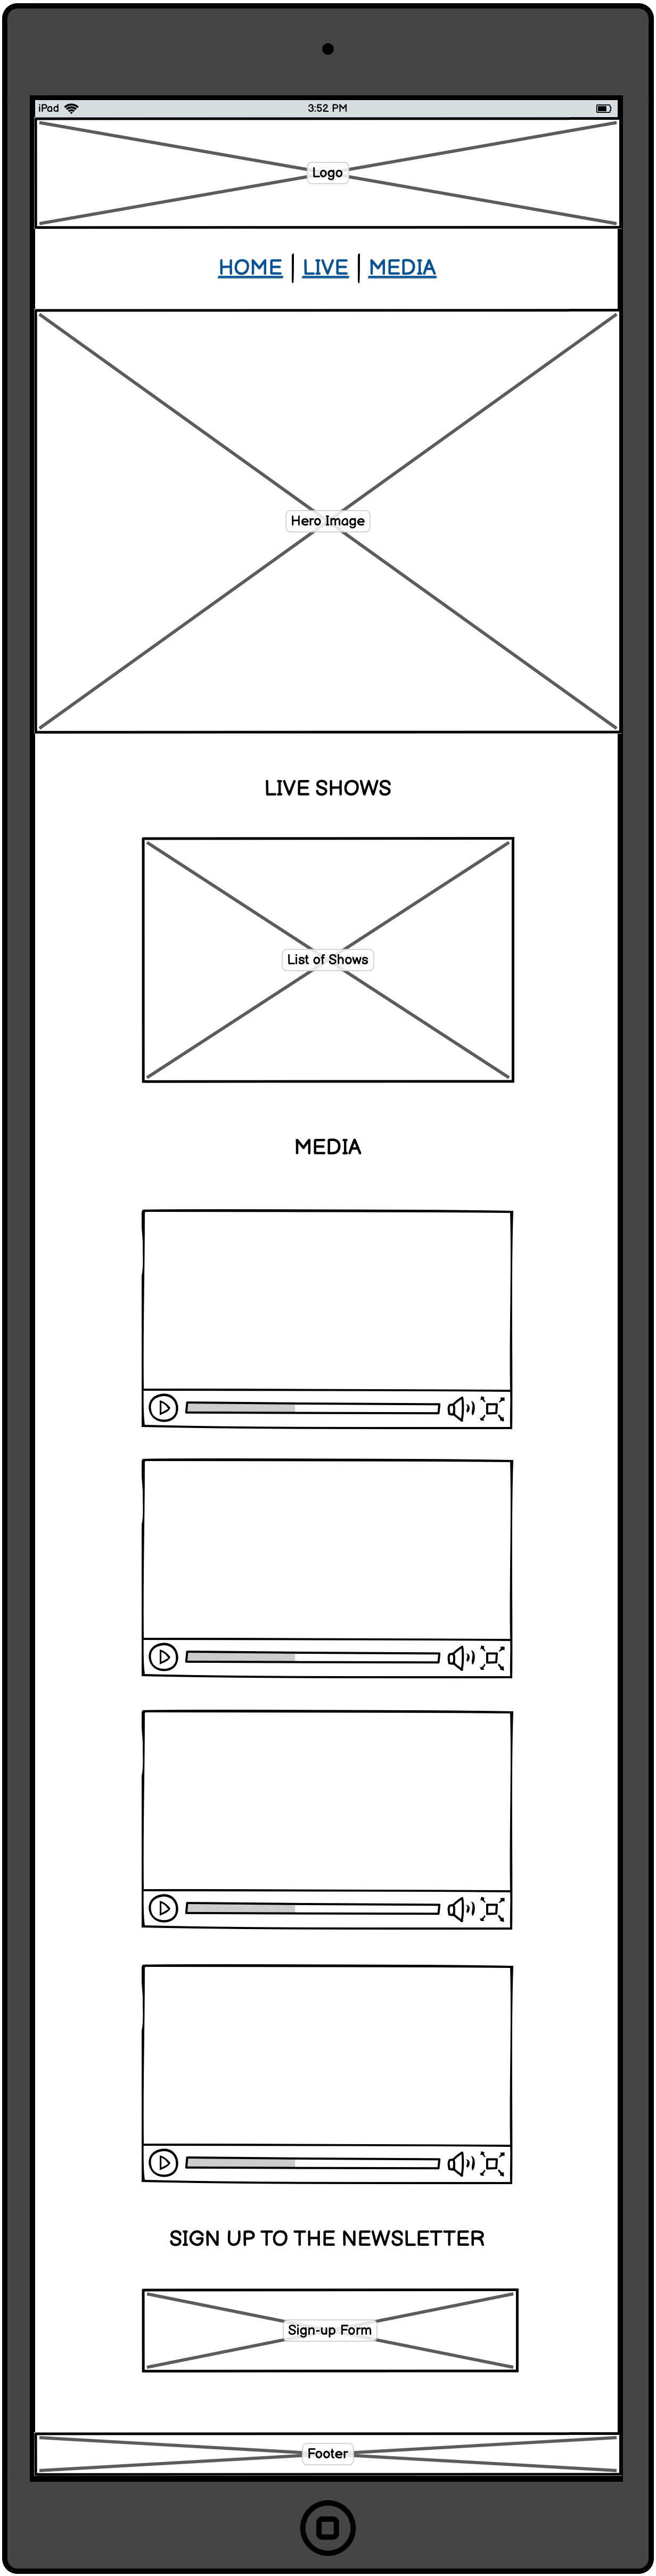 iPad 3:52 PM
Logo
HOME | LIVE | MEDIA
Hero Image
LIVE SHOWS
List of Shows
MEDIA
SIGN UP TO THE NEWSLETTER
Sign-up Form
Footer